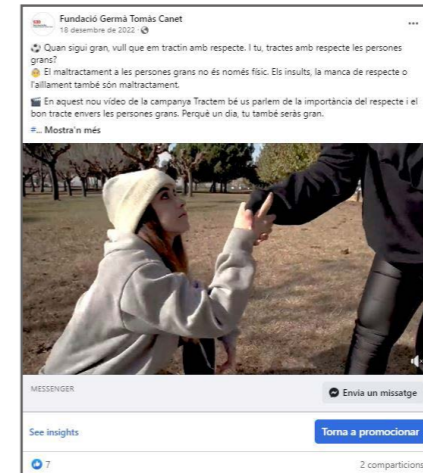 Fundació Germà Tomàs Canet
18 desembre de 2022 ·
Quan sigui gran, vull que em tractin amb respecte. I tu, tractes amb respecte les persones
grans?
El maltractament a les persones grans no és només físic. Els insults, la manca de respecte o
l'aïllament també són maltractament.
En aquest nou vídeo de la campanya Tractem bé us parlem de la importància del respecte i el
bon tracte envers les persones grans. Perquè un dia, tu també seràs gran.
#... Mostra'n més
MESSENGER
Envia un missatge
See insights
Torna a promocionar
7
2 comparticions